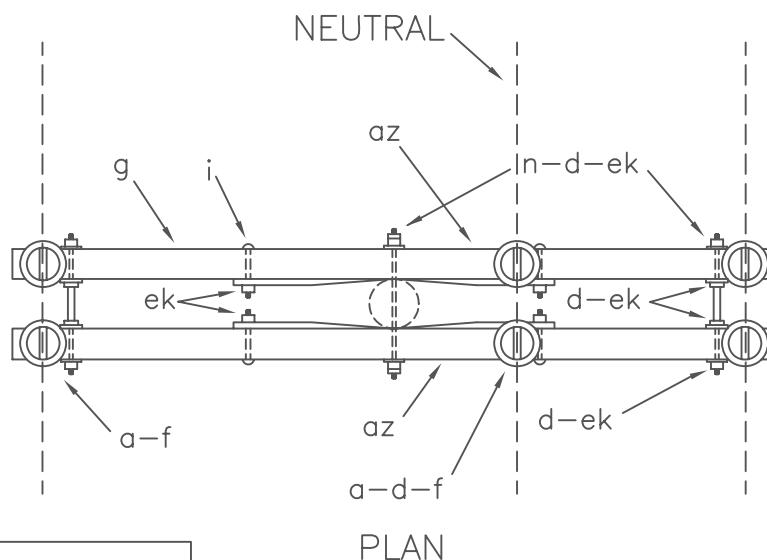 NEUTRAL
az
n-d-ek
g
i
ek
d-ek
a-f
az
d-ek
a-d-f
PLAN